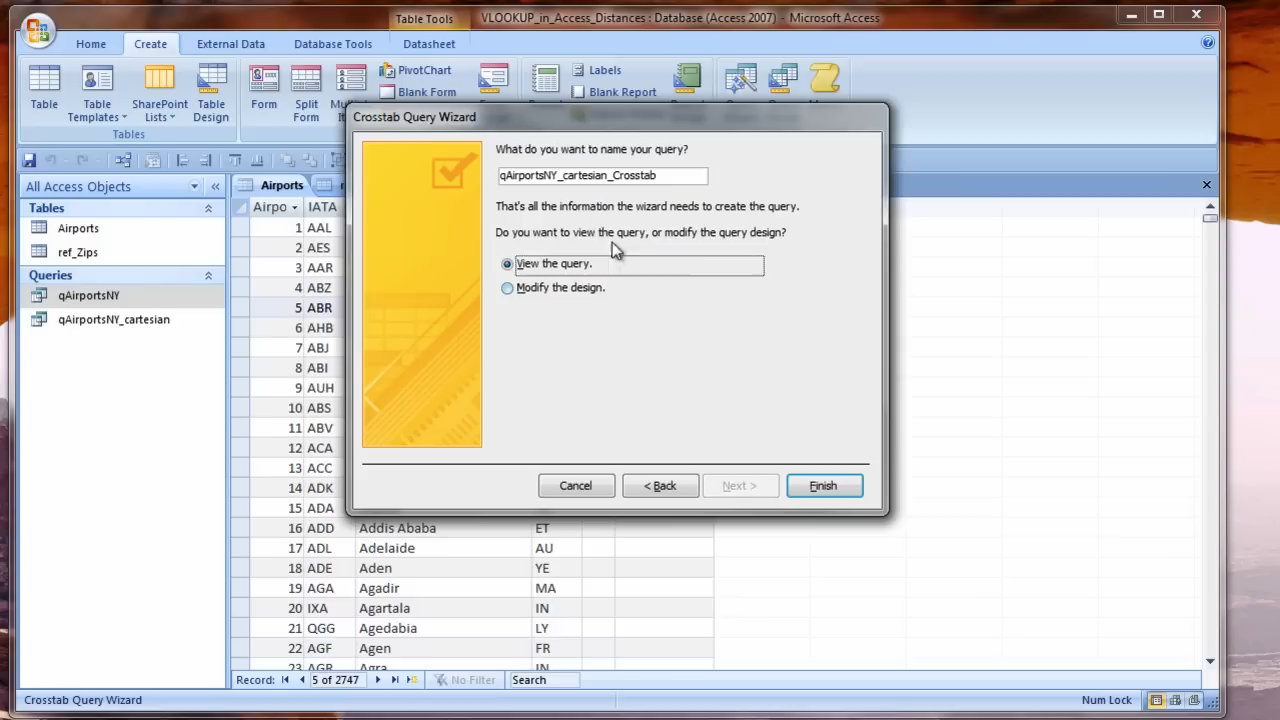 Table Tools
VLOOKUP_in_Access_Distances : Database (Access 2007) - Microsoft Access
Home
Create
External Data
Database Tools
Datasheet
Table
Table Templates
SharePoint Lists
Table Design
Form
Split Form
PivotChart
Blank Form
Labels
Blank Report
Tables
All Access Objects
Tables
Airports
ref_Zips
Queries
qAirportsNY
qAirportsNY_cartesian
Airports
Airpo
IATA
1 AAL
2 AES
3 AAR
4 ABZ
5 ABR
6 AHB
7 ABJ
8 ABI
9 AUH
10 ABS
11 ABV
12 ACA
13 ACC
14 ADK
15 ADA
16 ADD Addis Ababa ET
17 ADL Adelaide AU
18 ADE Aden YE
19 AGA Agadir MA
20 IXA Agartala IN
21 QGG Agedabia LY
22 AGF Agen FR
23 AGR Agra IN
Crosstab Query Wizard
What do you want to name your query?
qAirportsNY_cartesian_Crosstab
That's all the information the wizard needs to create the query.
Do you want to view the query, or modify the query design?
View the query.
Modify the design.
Cancel
< Back
Next >
Finish
Record:
5 of 2747
No Filter
Search
Crosstab Query Wizard
Num Lock